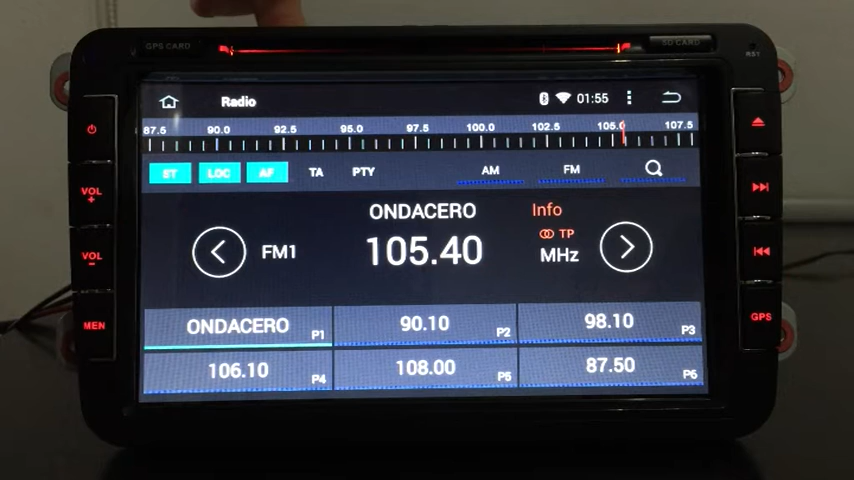 GPS CARD
SD CARD
RST
Radio
01:55
87.5 90.0 92.5 95.0 97.5 100.0 102.5 105.0 107.5
ST LOC AF TA PTY AM FM
ONDACERO Info
TP
FM1 105.40 MHz
ONDACERO P1 90.10 P2 98.10 P3
106.10 P4 108.00 P5 87.50 P6
VOL
+
VOL
-
MEN
GPS